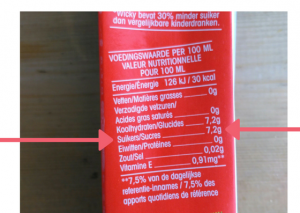 Wicky bevat 30% minder suiker
dan vergelijkbare kinderdranken.
VOEDINGSWAARDE PER 100 ML
VALEUR NUTRITIONNELLE
POUR 100 ML
Energie/Energie 126 kJ / 30 kcal
Vetten/Matières grasses ........ 0g
Verzadigde vetzuren/
Acides gras saturés ........ 0g
Koolhydraten/Glucides ... 7,2g
Suikers/Sucres ........ 7,2g
Eiwitten/Protéines ........ 0g
Zout/Sel ........ 0,02g
Vitamine E ........ 0,91mg**
**7,5% van de dagelijkse
referentie-innames / 7,5% des
apports quotidiens de référence